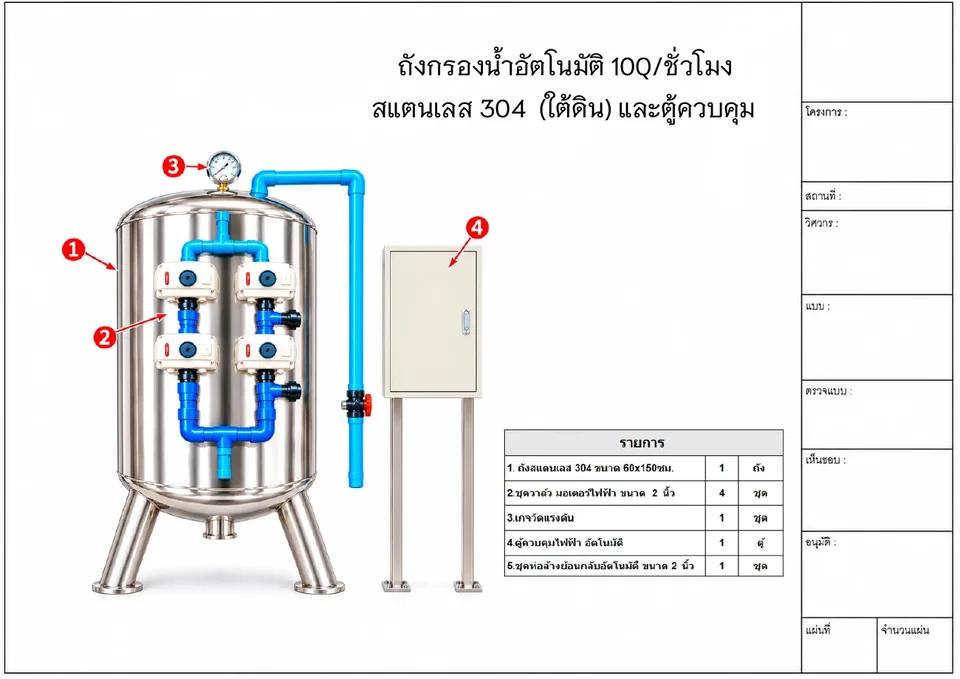 ถังกรองน้ำอัตโนมัติ 10Q/ชั่วโมง
สแตนเลส 304 (ใต้ดิน) และตู้ควบคุม
3
4
1
2
รายการ
1. ถังสแตนเลส 304 ขนาด 60x150ซม. 1 ถัง
2.ชุดวาล์ว มอเตอร์ไฟฟ้า ขนาด 2 นิ้ว 4 ชุด
3.เกจวัดแรงดัน 1 ชุด
4.ตู้ควบคุมไฟฟ้า อัตโนมัติ 1 ตู้
5.ชุดท่อล้างย้อนกลับอัตโนมัติ ขนาด 2 นิ้ว 1 ชุด
โครงการ :
สถานที่ :
วิศวกร :
แบบ :
ตรวจแบบ :
เห็นชอบ :
อนุมัติ :
แผ่นที่ จำนวนแผ่น